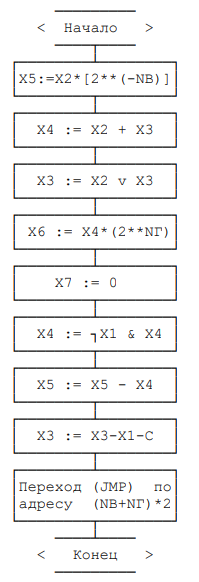 < Начало >
X5:=X2*[2**(-NB)]
X4 := X2 + X3
X3 := X2 v X3
X6 := X4*(2**NГ)
X7 := 0
X4 := ┐X1 & X4
X5 := X5 - X4
X3 := X3-X1-C
Переход (JMP) по
адресу (NB+NГ)*2
< Конец >